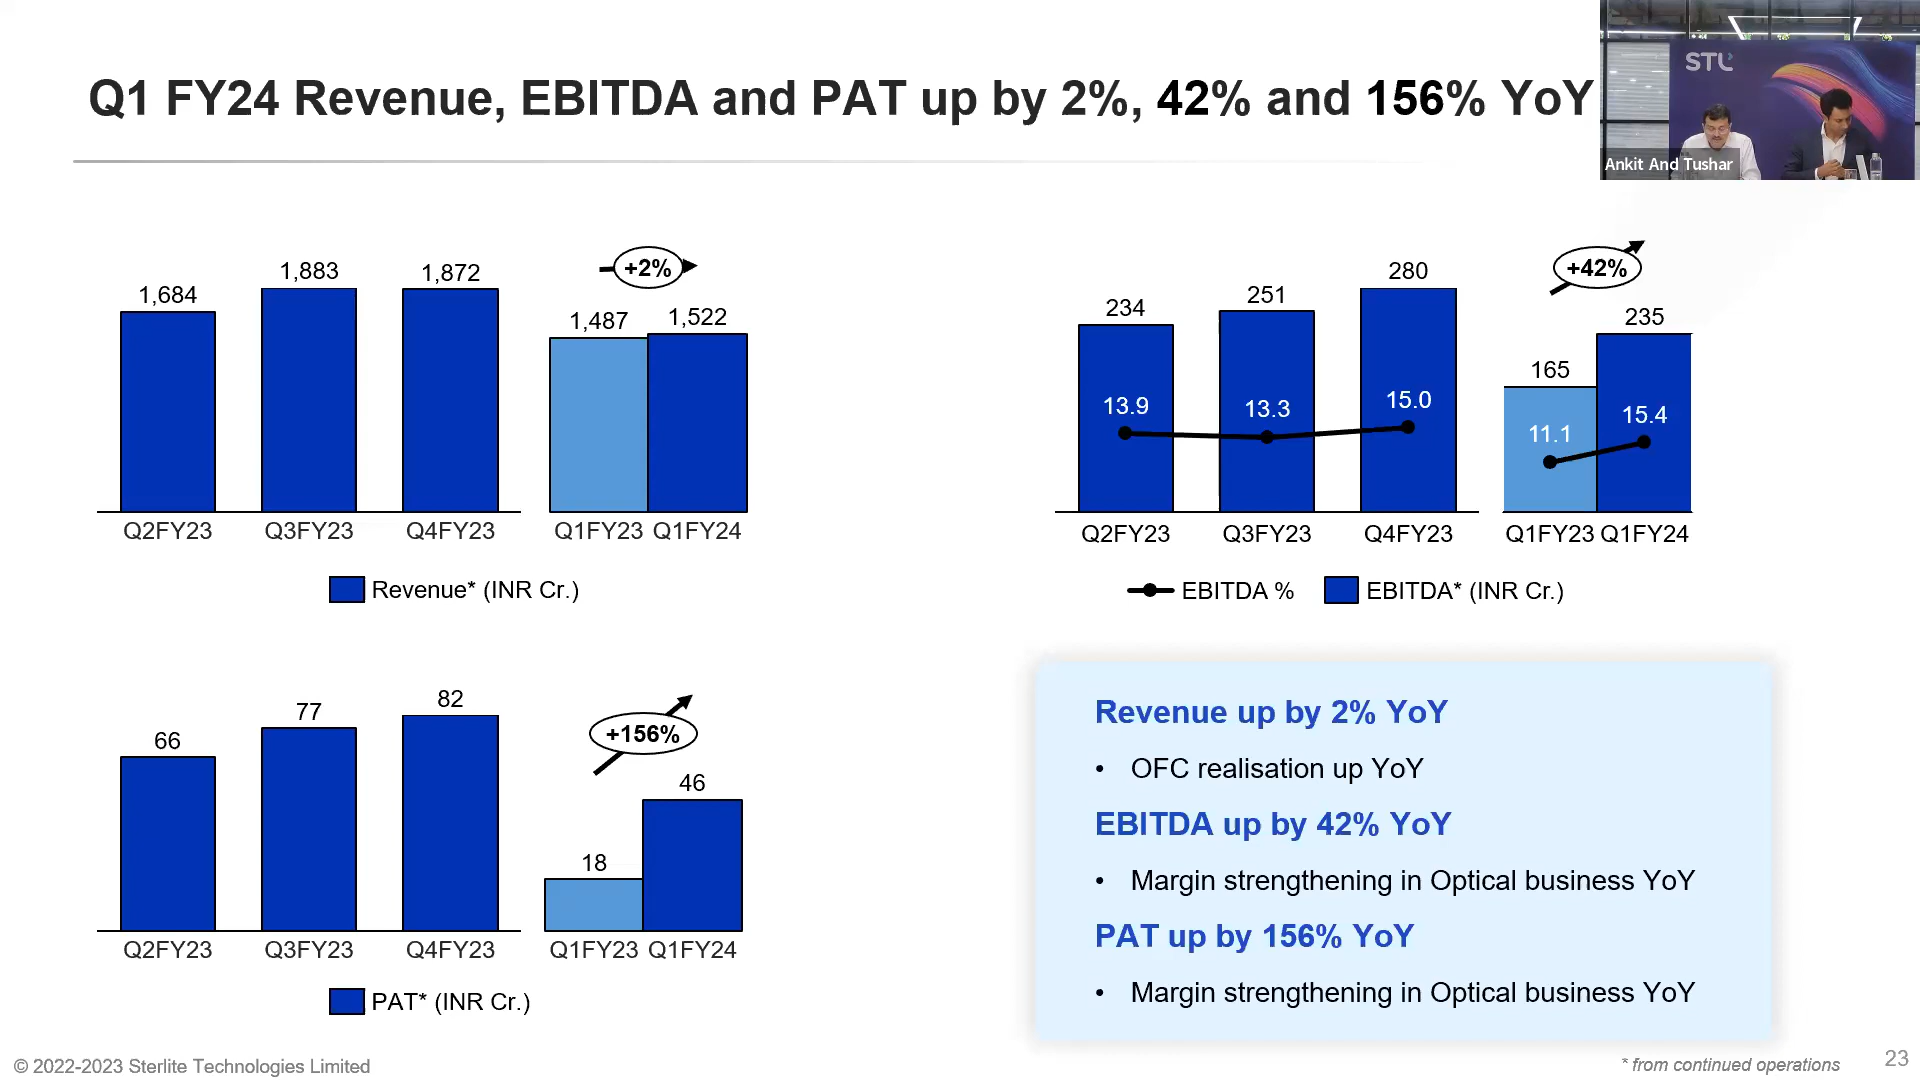 Q1 FY24 Revenue, EBITDA and PAT up by 2%, 42% and 156% YoY
STL
Ankit And Tushar
1,684
1,883
1,872
+2%
1,487
1,522
Q2FY23
Q3FY23
Q4FY23
Q1FY23
Q1FY24
Revenue* (INR Cr.)
234
251
280
+42%
165
235
13.9
13.3
15.0
11.1
15.4
Q2FY23
Q3FY23
Q4FY23
Q1FY23
Q1FY24
EBITDA %
EBITDA* (INR Cr.)
66
77
82
+156%
18
46
Q2FY23
Q3FY23
Q4FY23
Q1FY23
Q1FY24
PAT* (INR Cr.)
Revenue up by 2% YoY
• OFC realisation up YoY
EBITDA up by 42% YoY
• Margin strengthening in Optical business YoY
PAT up by 156% YoY
• Margin strengthening in Optical business YoY
© 2022-2023 Sterlite Technologies Limited
* from continued operations
23